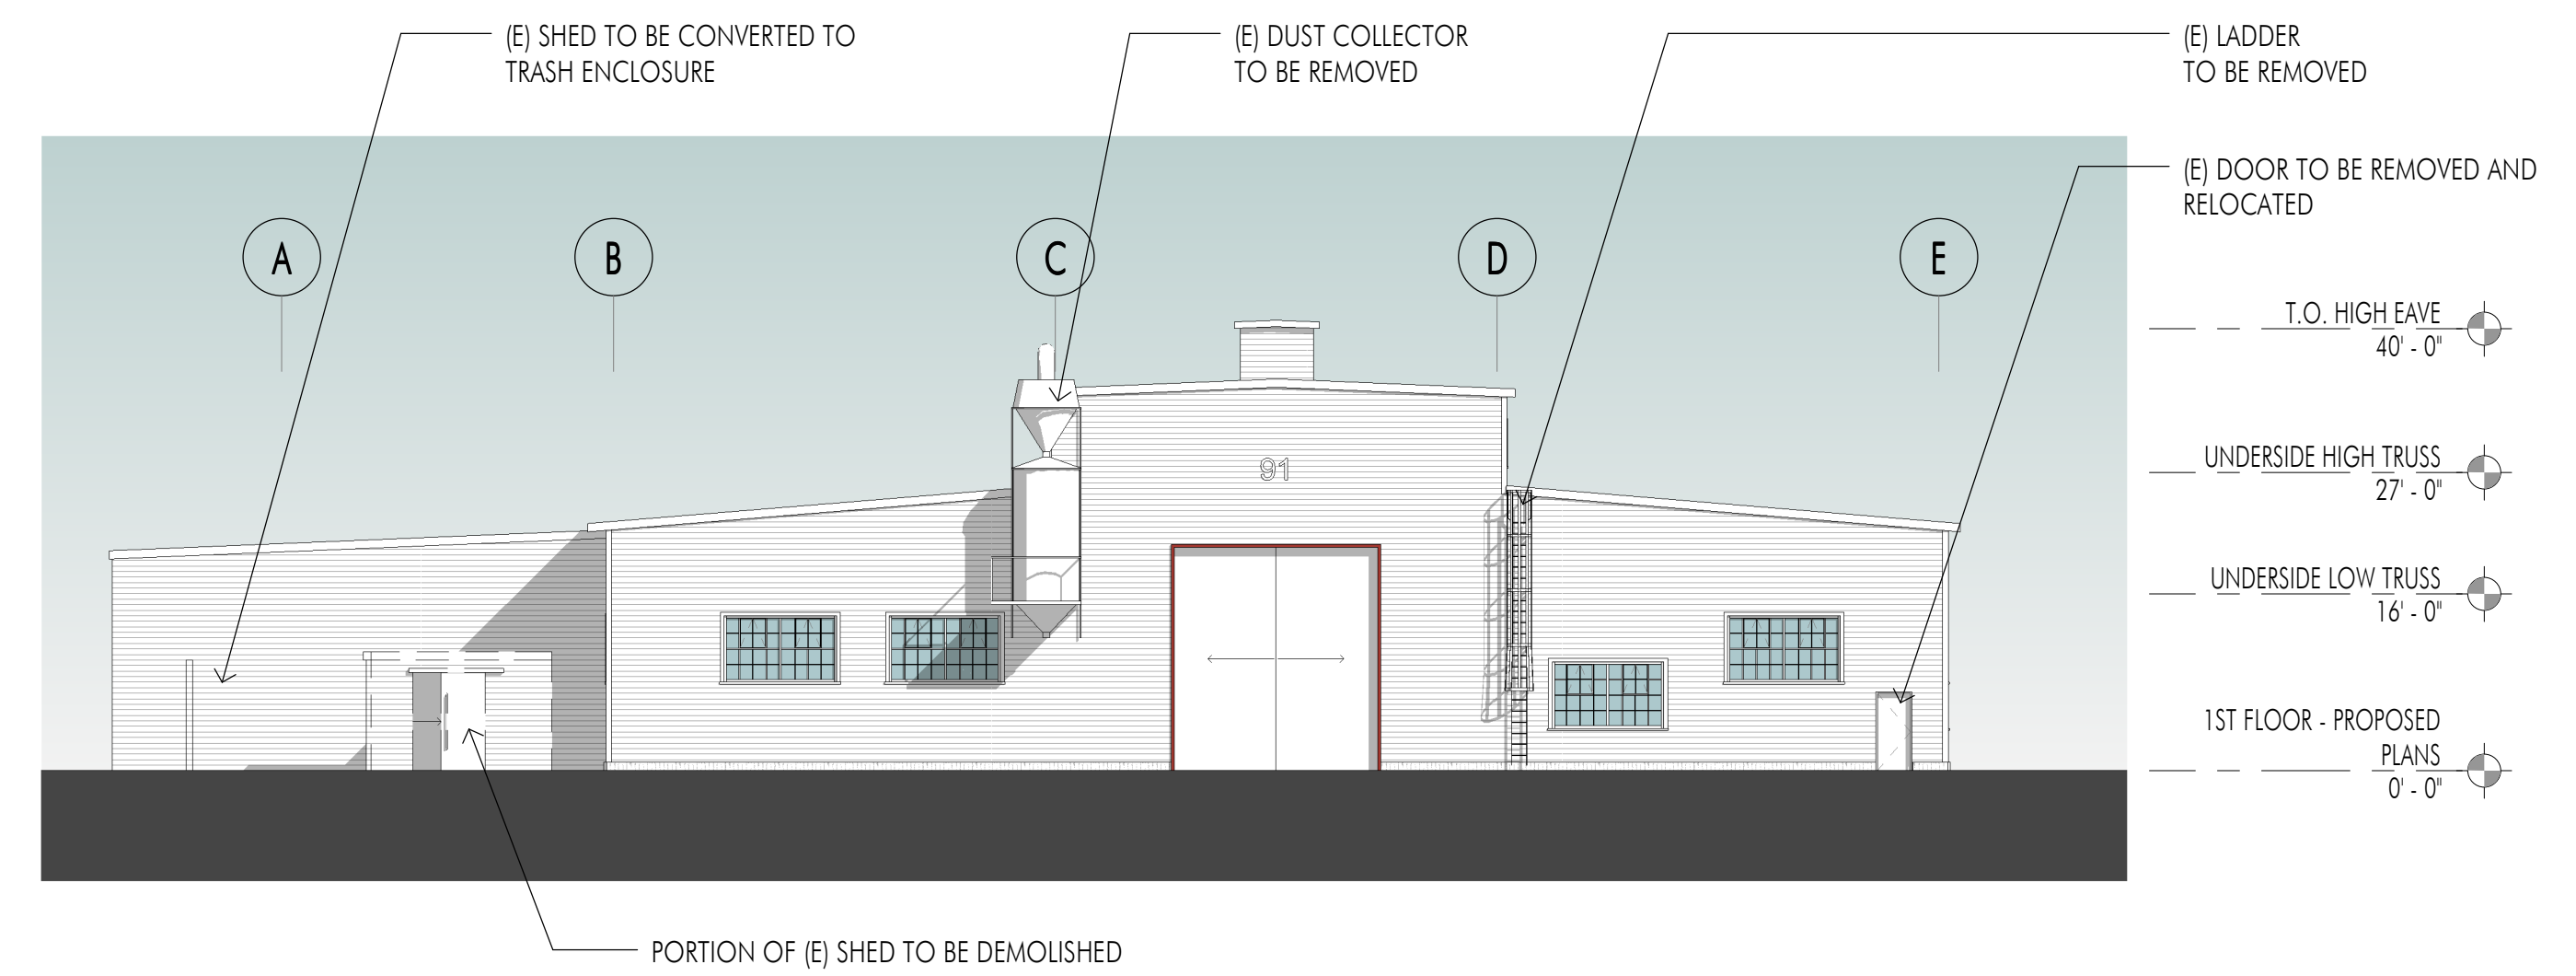 (E) SHED TO BE CONVERTED TO
TRASH ENCLOSURE
(E) DUST COLLECTOR
TO BE REMOVED
(E) LADDER
TO BE REMOVED
(E) DOOR TO BE REMOVED AND
RELOCATED
A
B
C
D
E
T.O. HIGH EAVE
40' - 0"
91
UNDERSIDE HIGH TRUSS
27' - 0"
UNDERSIDE LOW TRUSS
16' - 0"
1ST FLOOR - PROPOSED
PLANS
0' - 0"
PORTION OF (E) SHED TO BE DEMOLISHED